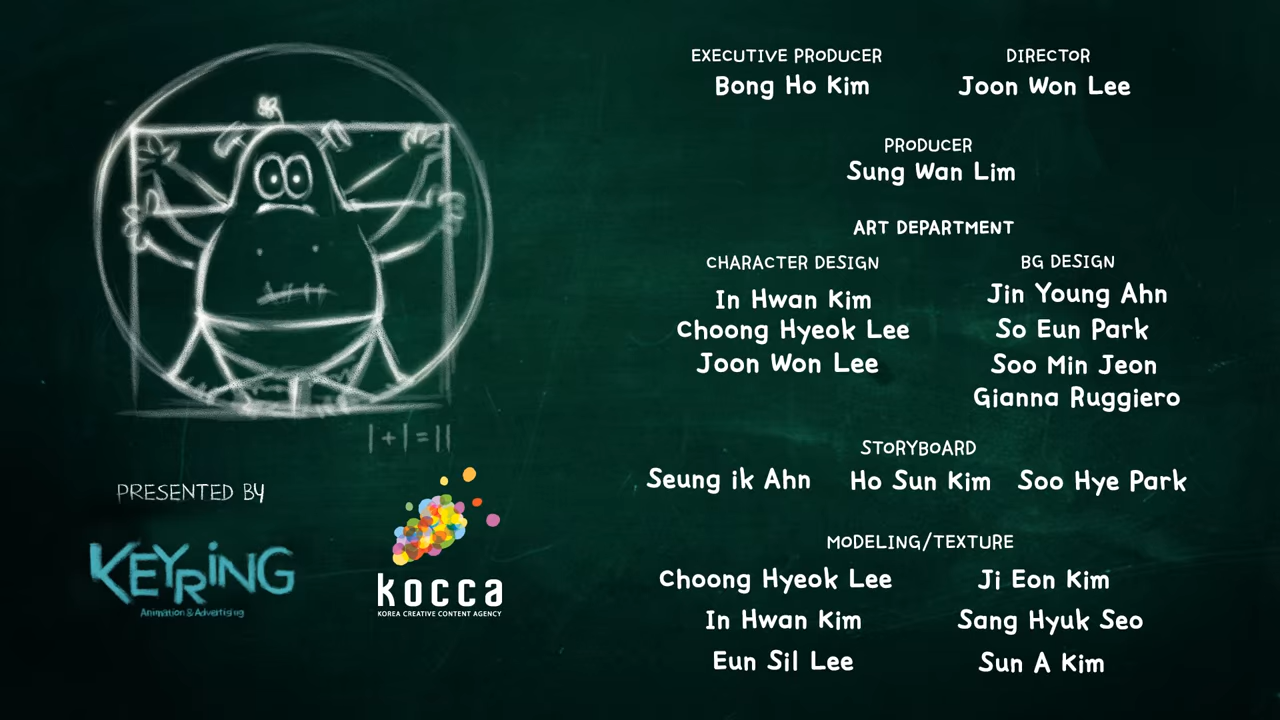 1+1=11
PRESENTED BY
KEYRiNG
Animation & Advertising
kocca
KOREA CREATIVE CONTENT AGENCY
EXECUTIVE PRODUCER
Bong Ho Kim
DIRECTOR
Joon Won Lee
PRODUCER
Sung Wan Lim
ART DEPARTMENT
CHARACTER DESIGN
In Hwan Kim
Choong Hyeok Lee
Joon Won Lee
BG DESIGN
Jin Young Ahn
So Eun Park
Soo Min Jeon
Gianna Ruggiero
STORYBOARD
Seung ik Ahn Ho Sun Kim Soo Hye Park
MODELING/TEXTURE
Choong Hyeok Lee
In Hwan Kim
Eun Sil Lee
Ji Eon Kim
Sang Hyuk Seo
Sun A Kim